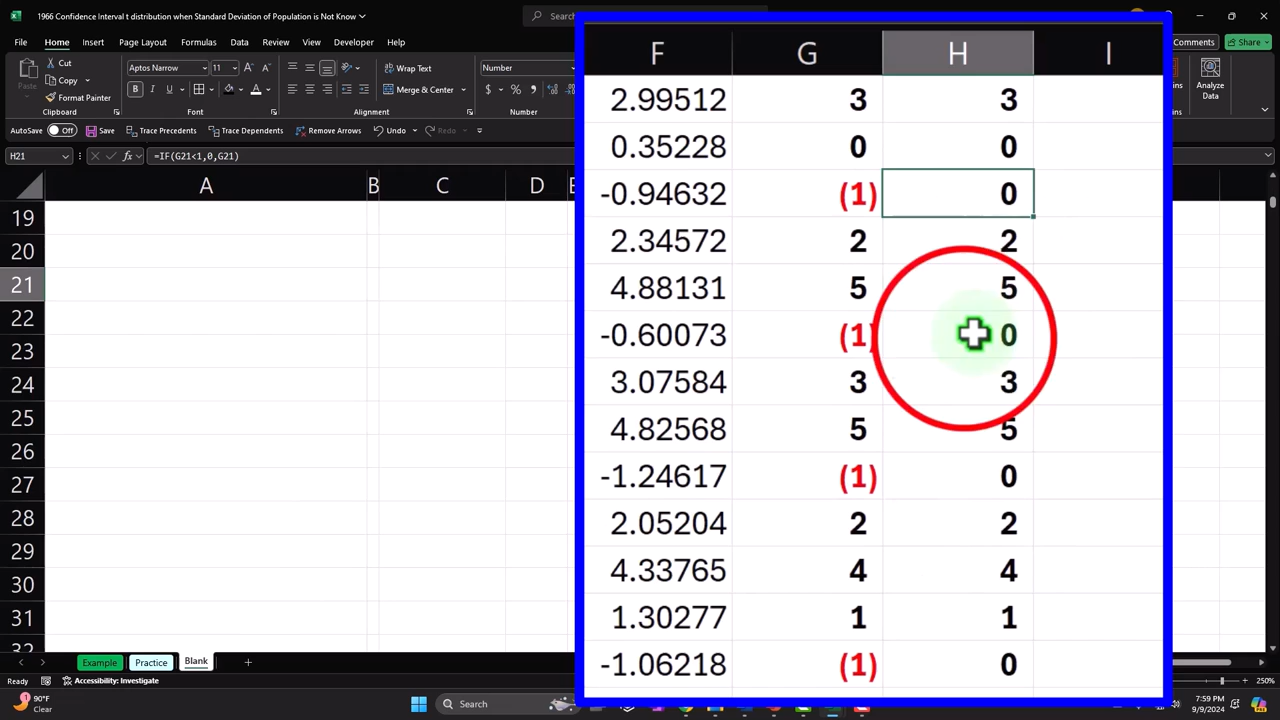 1966 Confidence Interval t distribution when Standard Deviation of Population is Not Know
Search
File Home Insert Page Layout Formulas Data Review View Developer Help
Comments Share
Paste
Cut
Copy
Format Painter
Clipboard
Aptos Narrow 11
B I U
Font
Wrap Text
Merge & Center
Alignment
Number
$ % ,
Number
Analyze
Data
AutoSave Off Save Trace Precedents Trace Dependents Remove Arrows Undo Redo
H21 fx =IF(G21<1,0,G21)
A B C D F G H I
19 2.99512 3 3
20 0.35228 0 0
21 -0.94632 (1) 0
22 2.34572 2 2
23 4.88131 5 5
24 -0.60073 (1) 0
25 3.07584 3 3
26 4.82568 5 5
27 -1.24617 (1) 0
28 2.05204 2 2
29 4.33765 4 4
30 1.30277 1 1
31 -1.06218 (1) 0
Example Practice Blank
Ready Accessibility: Investigate 250%
90°F
Clear
Search
7:59 PM
9/9/2024